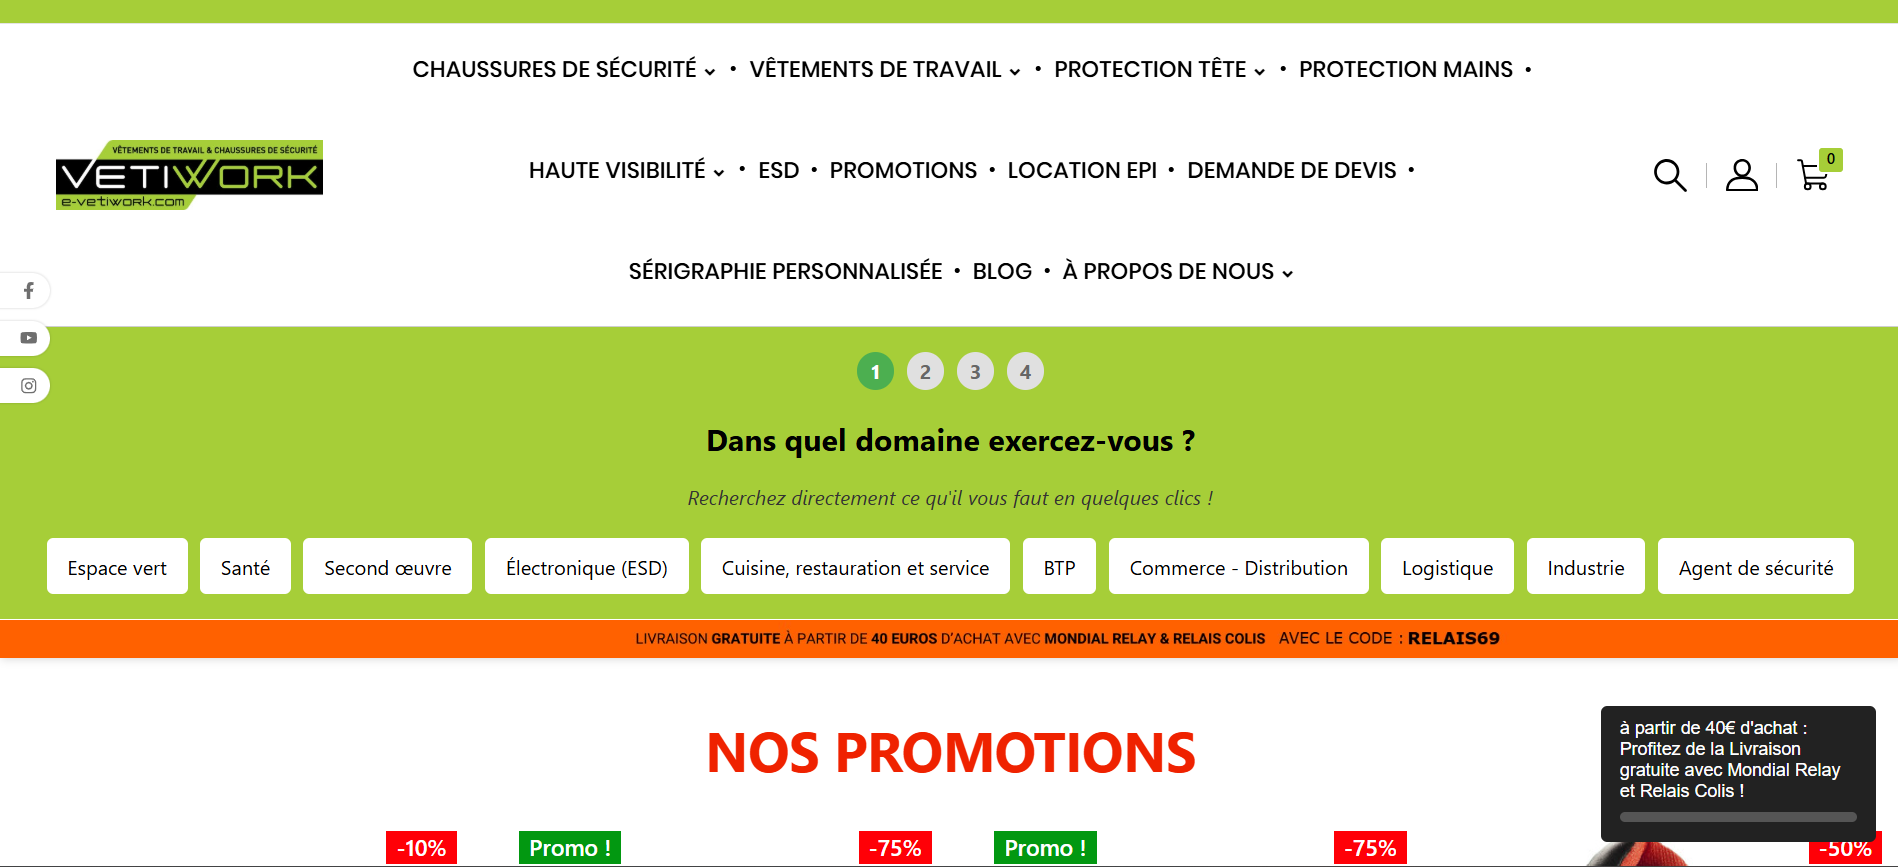 CHAUSSURES DE SÉCURITÉ • VÊTEMENTS DE TRAVAIL • PROTECTION TÊTE • PROTECTION MAINS •
VÊTEMENTS DE TRAVAIL & CHAUSSURES DE SÉCURITÉ
VETIWORK
e-vetiwork.com
HAUTE VISIBILITÉ • ESD • PROMOTIONS • LOCATION EPI • DEMANDE DE DEVIS •
0
SÉRIGRAPHIE PERSONNALISÉE • BLOG • À PROPOS DE NOUS
1 2 3 4
Dans quel domaine exercez-vous ?
Recherchez directement ce qu'il vous faut en quelques clics !
Espace vert Santé Second œuvre Électronique (ESD) Cuisine, restauration et service BTP Commerce - Distribution Logistique Industrie Agent de sécurité
LIVRAISON GRATUITE À PARTIR DE 40 EUROS D'ACHAT AVEC MONDIAL RELAY & RELAIS COLIS AVEC LE CODE : RELAIS69
NOS PROMOTIONS
à partir de 40€ d'achat :
Profitez de la Livraison
gratuite avec Mondial Relay
et Relais Colis !
-10% Promo ! -75% Promo ! -75% -50%